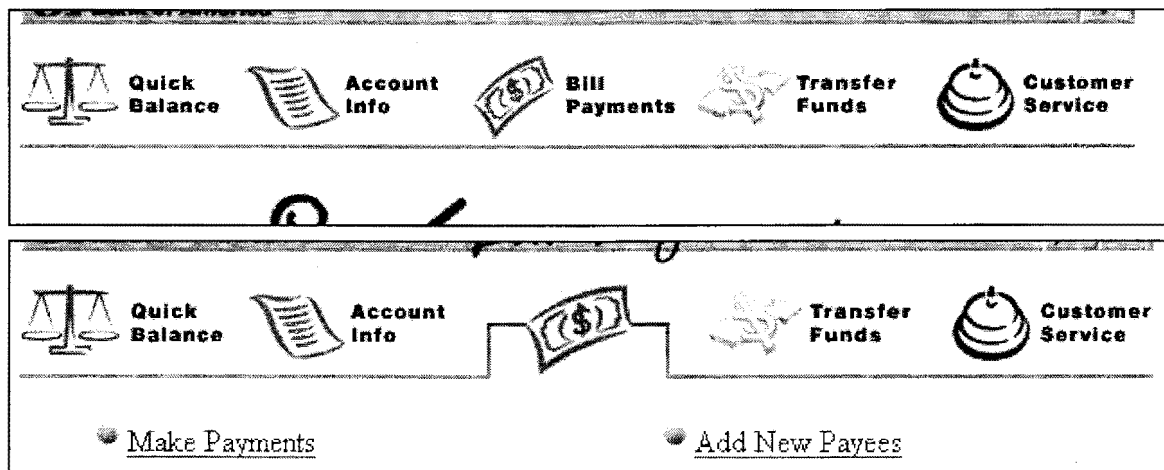 Quick
Balance
Account
Info
Bill
Payments
Transfer
Funds
Customer
Service
Quick
Balance
Account
Info
Transfer
Funds
Customer
Service
Make Payments
Add New Payees